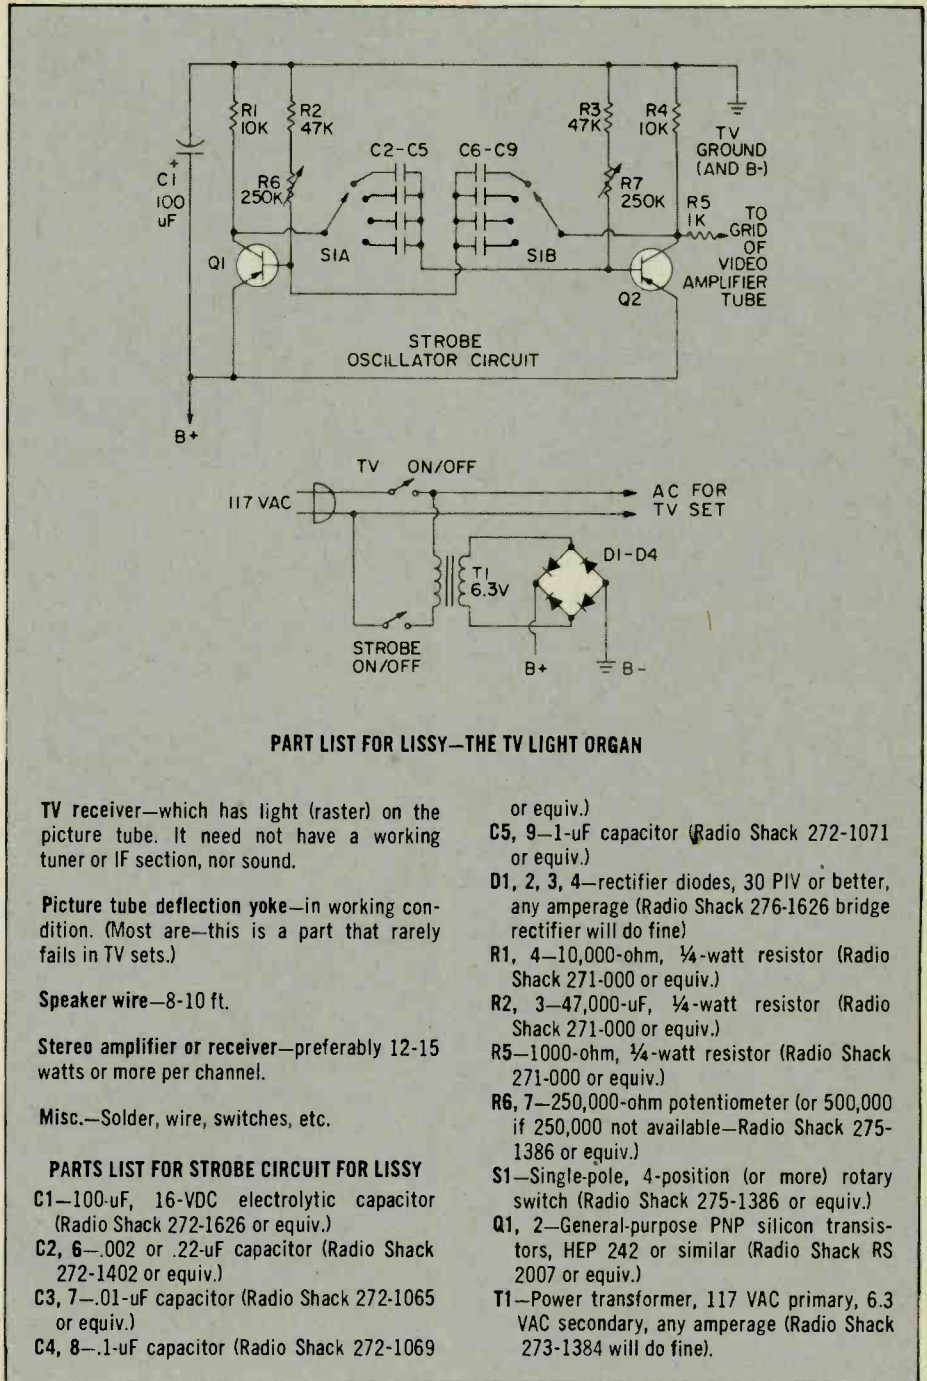 R1
10K
R2
47K
R3
47K
R4
10K
TV
GROUND
(AND B-)
C2-C5
C6-C9
+
C1
100
uF
R6
250K
R7
250K
R5
1K
TO
GRID
OF
VIDEO
AMPLIFIER
TUBE
S1A
S1B
Q1
Q2
STROBE
OSCILLATOR CIRCUIT
B+
TV ON/OFF
117 VAC
AC FOR
TV SET
D1-D4
T1
6.3V
STROBE
ON/OFF
B+
B-
PART LIST FOR LISSY—THE TV LIGHT ORGAN
TV receiver—which has light (raster) on the
picture tube. It need not have a working
tuner or IF section, nor sound.
Picture tube deflection yoke—in working con-
dition. (Most are—this is a part that rarely
fails in TV sets.)
Speaker wire—8-10 ft.
Stereo amplifier or receiver—preferably 12-15
watts or more per channel.
Misc.—Solder, wire, switches, etc.
PARTS LIST FOR STROBE CIRCUIT FOR LISSY
C1—100-uF, 16-VDC electrolytic capacitor
(Radio Shack 272-1626 or equiv.)
C2, 6—.002 or .22-uF capacitor (Radio Shack
272-1402 or equiv.)
C3, 7—.01-uF capacitor (Radio Shack 272-1065
or equiv.)
C4, 8—.1-uF capacitor (Radio Shack 272-1069
or equiv.)
C5, 9—1-uF capacitor (Radio Shack 272-1071
or equiv.)
D1, 2, 3, 4—rectifier diodes, 30 PIV or better,
any amperage (Radio Shack 276-1626 bridge
rectifier will do fine)
R1, 4—10,000-ohm, ¼-watt resistor (Radio
Shack 271-000 or equiv.)
R2, 3—47,000-uF, ¼-watt resistor (Radio
Shack 271-000 or equiv.)
R5—1000-ohm, ¼-watt resistor (Radio Shack
271-000 or equiv.)
R6, 7—250,000-ohm potentiometer (or 500,000
if 250,000 not available—Radio Shack 275-
1386 or equiv.)
S1—Single-pole, 4-position (or more) rotary
switch (Radio Shack 275-1386 or equiv.)
Q1, 2—General-purpose PNP silicon transis-
tors, HEP 242 or similar (Radio Shack RS
2007 or equiv.)
T1—Power transformer, 117 VAC primary, 6.3
VAC secondary, any amperage (Radio Shack
273-1384 will do fine).